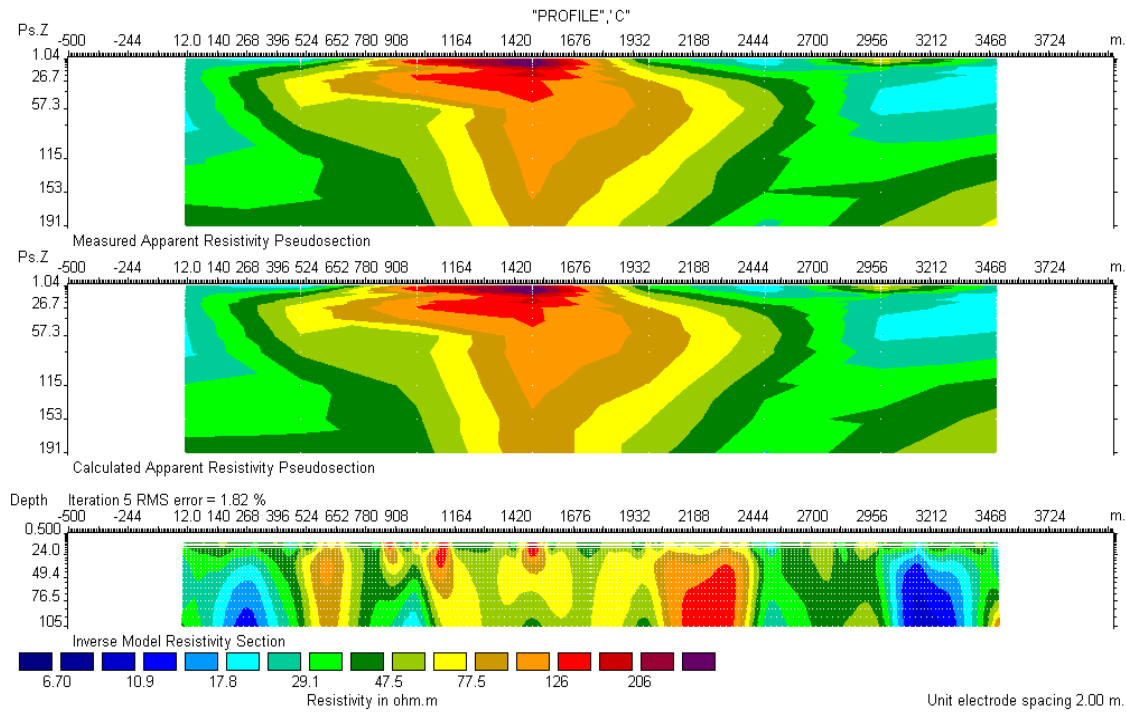 "PROFILE",'C'
Ps.Z
-500 -244 12.0 140 268 396 524 652 780 908 1164 1420 1676 1932 2188 2444 2700 2956 3212 3468 3724 m.
1.04
26.7
57.3
115
153
191
Measured Apparent Resistivity Pseudosection
Ps.Z
-500 -244 12.0 140 268 396 524 652 780 908 1164 1420 1676 1932 2188 2444 2700 2956 3212 3468 3724 m.
1.04
26.7
57.3
115
153
191
Calculated Apparent Resistivity Pseudosection
Depth Iteration 5 RMS error = 1.82 %
-500 -244 12.0 140 268 396 524 652 780 908 1164 1420 1676 1932 2188 2444 2700 2956 3212 3468 3724 m.
0.500
24.0
49.4
76.5
105
Inverse Model Resistivity Section
6.70 10.9 17.8 29.1 47.5 77.5 126 206
Resistivity in ohm.m
Unit electrode spacing 2.00 m.